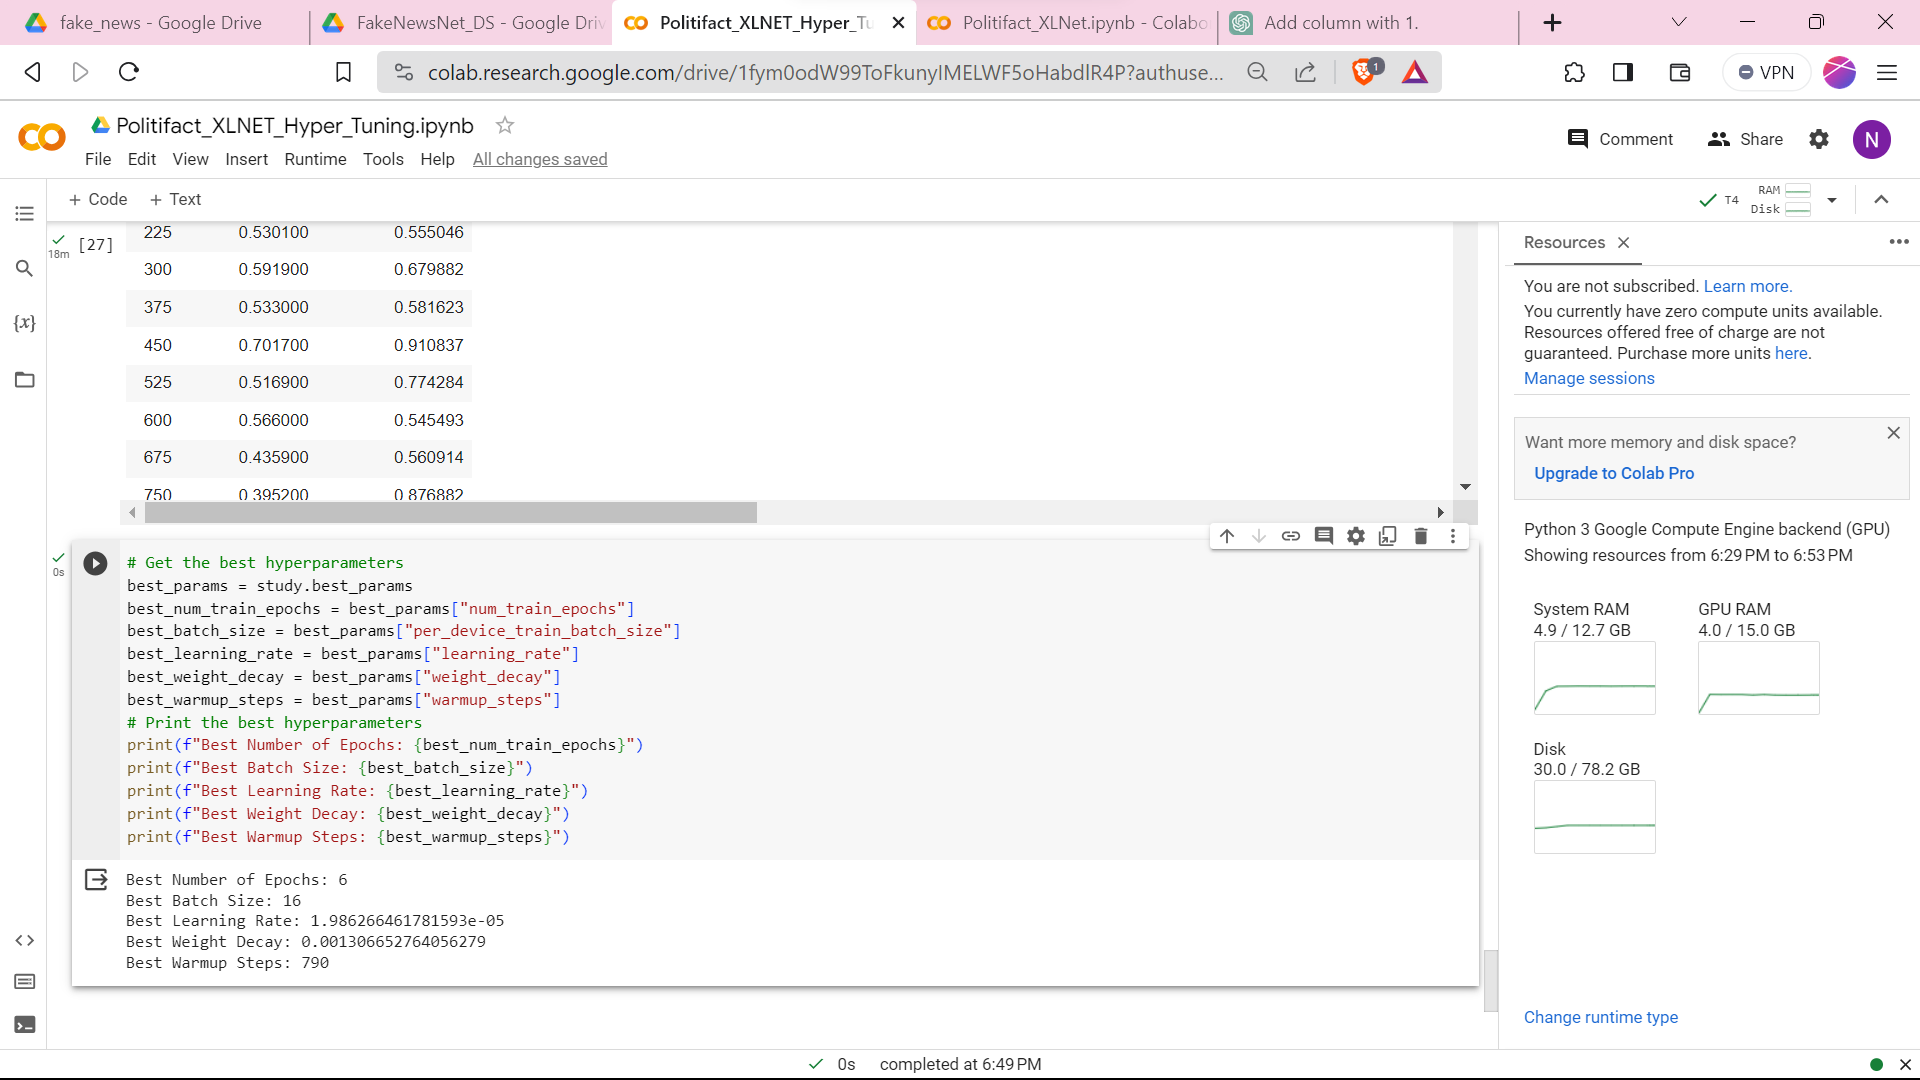 fake_news - Google Drive
FakeNewsNet_DS - Google Driv
Politifact_XLNET_Hyper_Tu
Politifact_XLNet.ipynb - Colabo
Add column with 1.
colab.research.google.com/drive/1fym0odW99ToFkunyIMELWF5oHabdlR4P?authuse...
1
VPN
Politifact_XLNET_Hyper_Tuning.ipynb
File Edit View Insert Runtime Tools Help All changes saved
Comment
Share
N
+ Code + Text
T4
RAM
Disk
[27]
18m
225 0.530100 0.555046
300 0.591900 0.679882
375 0.533000 0.581623
450 0.701700 0.910837
525 0.516900 0.774284
600 0.566000 0.545493
675 0.435900 0.560914
750 0.395200 0.876882
{x}
0s
# Get the best hyperparameters
best_params = study.best_params
best_num_train_epochs = best_params["num_train_epochs"]
best_batch_size = best_params["per_device_train_batch_size"]
best_learning_rate = best_params["learning_rate"]
best_weight_decay = best_params["weight_decay"]
best_warmup_steps = best_params["warmup_steps"]
# Print the best hyperparameters
print(f"Best Number of Epochs: {best_num_train_epochs}")
print(f"Best Batch Size: {best_batch_size}")
print(f"Best Learning Rate: {best_learning_rate}")
print(f"Best Weight Decay: {best_weight_decay}")
print(f"Best Warmup Steps: {best_warmup_steps}")
Best Number of Epochs: 6
Best Batch Size: 16
Best Learning Rate: 1.986266461781593e-05
Best Weight Decay: 0.001306652764056279
Best Warmup Steps: 790
Resources
You are not subscribed. Learn more.
You currently have zero compute units available.
Resources offered free of charge are not
guaranteed. Purchase more units here.
Manage sessions
Want more memory and disk space?
Upgrade to Colab Pro
Python 3 Google Compute Engine backend (GPU)
Showing resources from 6:29 PM to 6:53 PM
System RAM
4.9 / 12.7 GB
GPU RAM
4.0 / 15.0 GB
Disk
30.0 / 78.2 GB
Change runtime type
0s completed at 6:49 PM